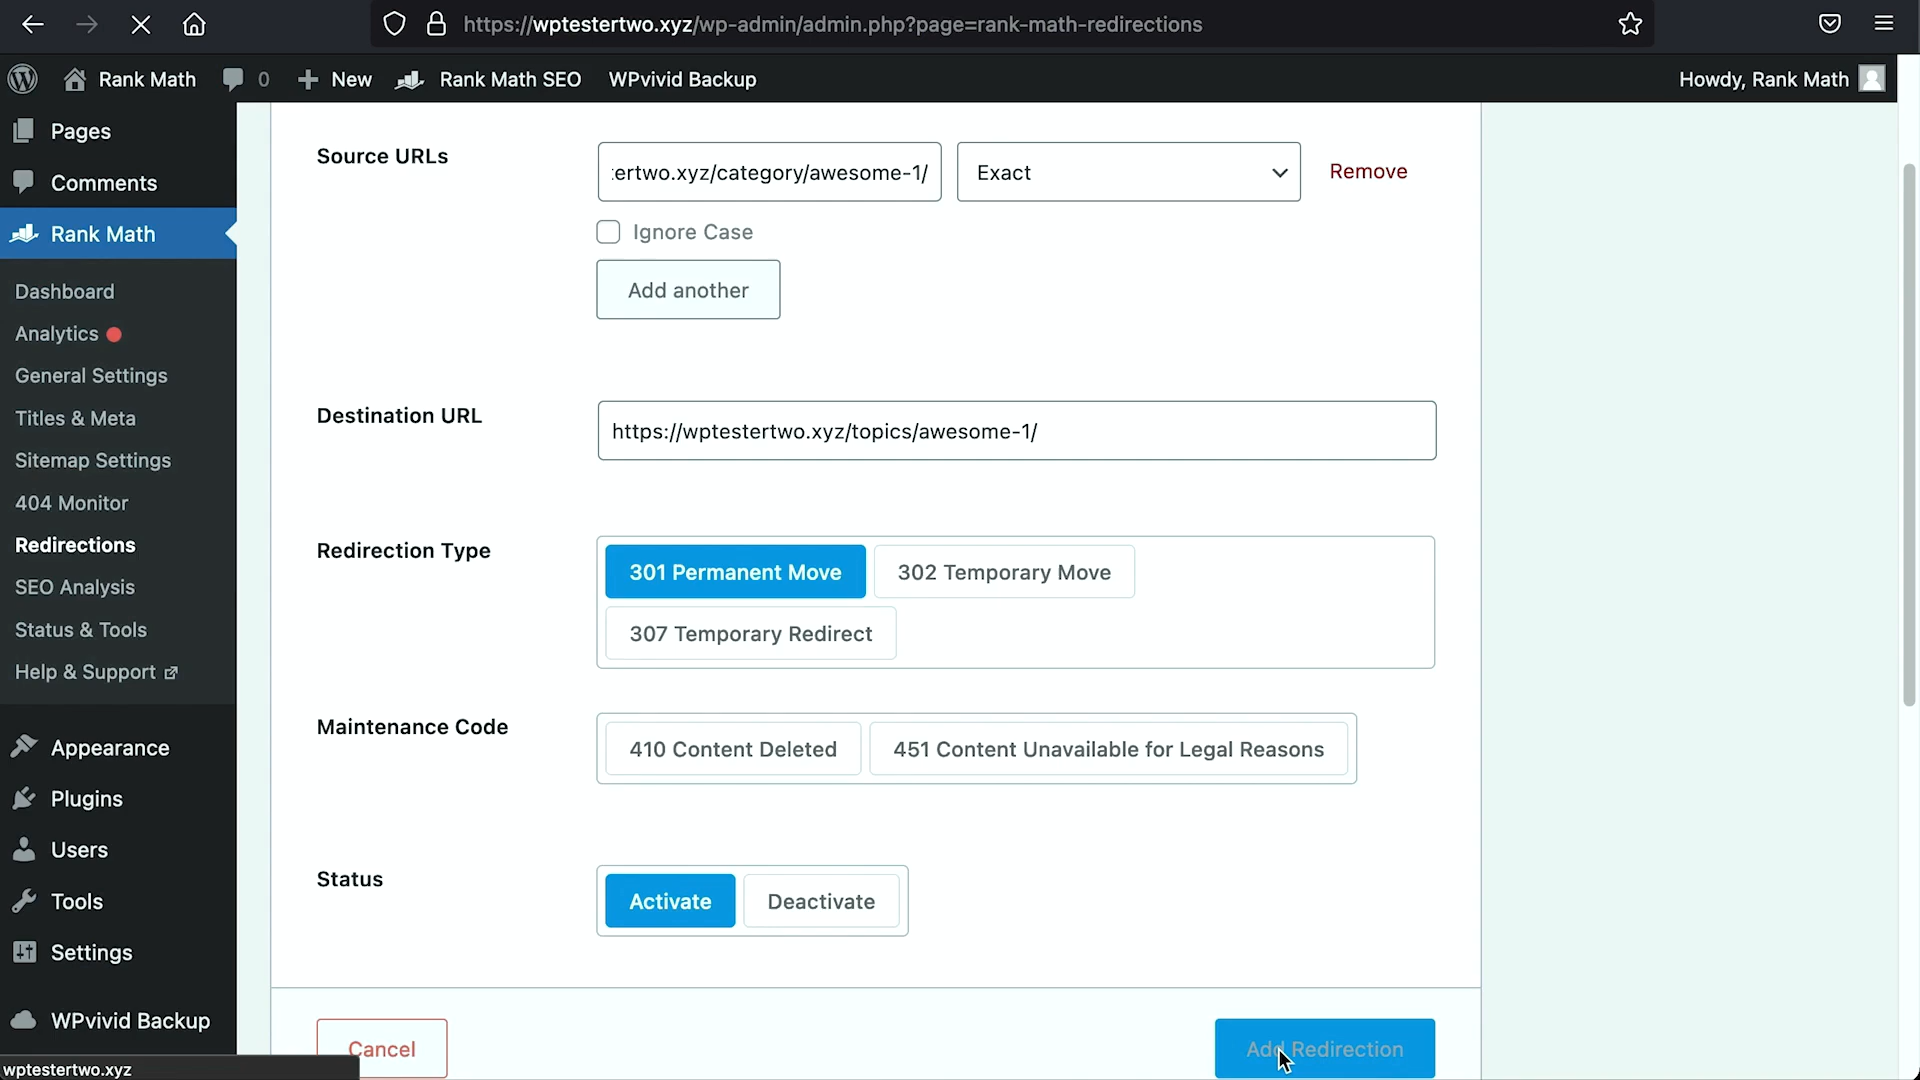 https://wptestertwo.xyz/wp-admin/admin.php?page=rank-math-redirections
Rank Math 0 New Rank Math SEO WPvivid Backup Howdy, Rank Math
Pages
Comments
Rank Math
Dashboard
Analytics
General Settings
Titles & Meta
Sitemap Settings
404 Monitor
Redirections
SEO Analysis
Status & Tools
Help & Support
Appearance
Plugins
Users
Tools
Settings
WPvivid Backup
wptestertwo.xyz
Source URLs
:ertwo.xyz/category/awesome-1/ Exact Remove
Ignore Case
Add another
Destination URL
https://wptestertwo.xyz/topics/awesome-1/
Redirection Type
301 Permanent Move 302 Temporary Move
307 Temporary Redirect
Maintenance Code
410 Content Deleted 451 Content Unavailable for Legal Reasons
Status
Activate Deactivate
Cancel Add Redirection